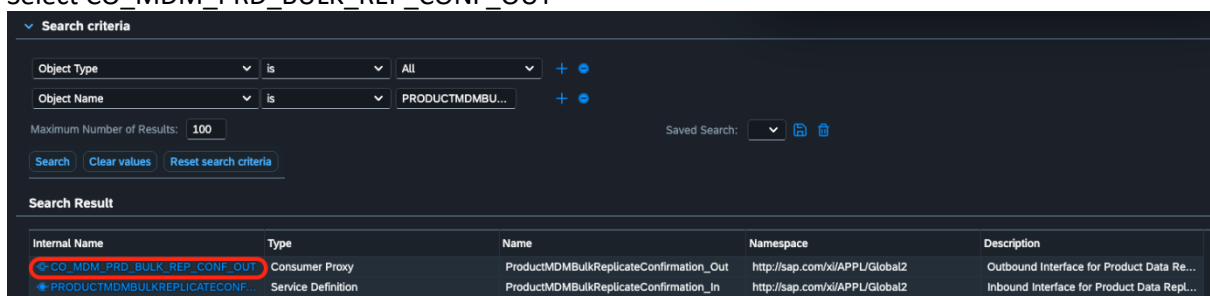 Select CO_MDM_PRD_BULK_REP_CONF_OUT
Search criteria
Object Type is All
Object Name is PRODUCTMDMBU...
Maximum Number of Results: 100 Saved Search:
Search Clear values Reset search criteria
Search Result
Internal Name Type Name Namespace Description
CO_MDM_PRD_BULK_REP_CONF_OUT Consumer Proxy ProductMDMBulkReplicateConfirmation_Out http://sap.com/xi/APPL/Global2 Outbound Interface for Product Data Re...
PRODUCTMDMBULKREPLICATECONF... Service Definition ProductMDMBulkReplicateConfirmation_In http://sap.com/xi/APPL/Global2 Inbound Interface for Product Data Repl...